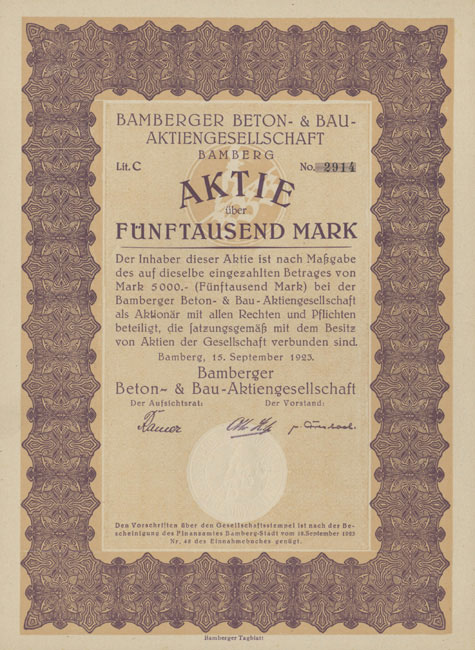 BAMBERGER BETON- & BAU-
AKTIENGESELLSCHAFT
BAMBERG
Lit. C No. 2914
AKTIE
über
FÜNFTAUSEND MARK
Der Inhaber dieser Aktie ist nach Maßgabe
des auf dieselbe eingezahlten Betrages von
Mark 5000.- (Fünftausend Mark) bei der
Bamberger Beton- & Bau-Aktiengesellschaft
als Aktionär mit allen Rechten und Pflichten
beteiligt, die satzungsgemäß mit dem Besitz
von Aktien der Gesellschaft verbunden sind.
Bamberg, 15. September 1923.
Bamberger
Beton- & Bau-Aktiengesellschaft
Der Aufsichtsrat: Der Vorstand:
Den Vorschriften über den Gesellschaftsstempel ist nach der Be-
scheinigung des Finanzamtes Bamberg-Stadt vom 18. September 1923
Nr. 49 des Einnahmebuches genügt.
Bamberger Tagblatt